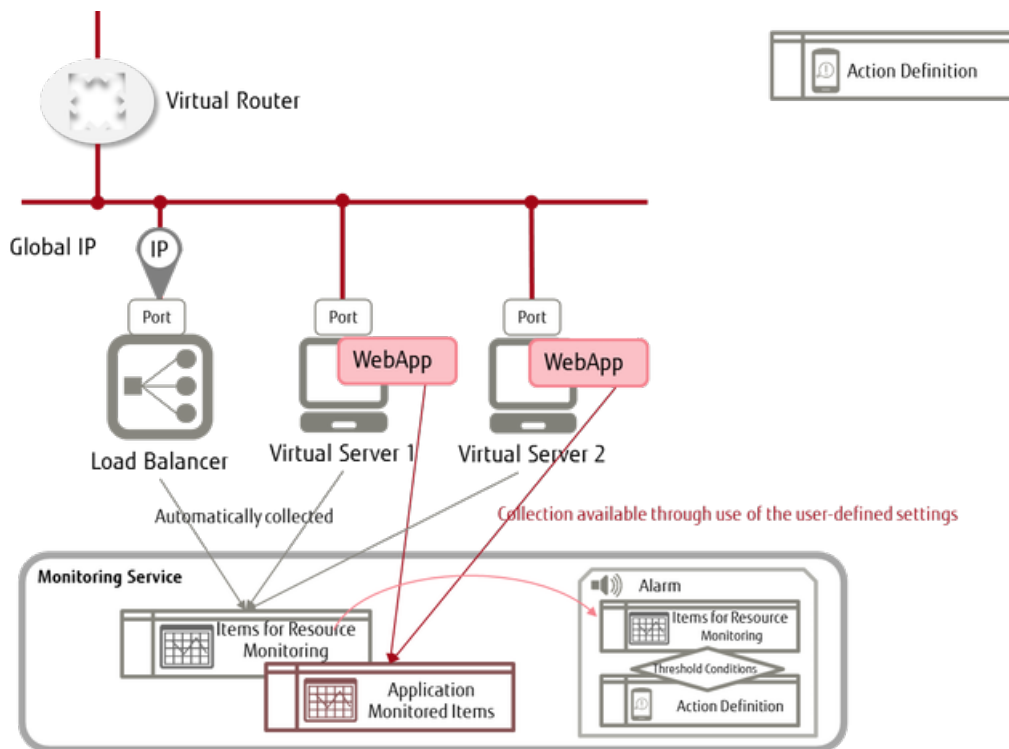 Action Definition
Virtual Router
Global IP
IP
Port
Port
Port
WebApp
WebApp
Load Balancer
Virtual Server 1
Virtual Server 2
Automatically collected
Collection available through use of the user-defined settings
Monitoring Service
Items for Resource
Monitoring
Application
Monitored Items
Alarm
Items for Resource
Monitoring
Threshold Conditions
Action Definition